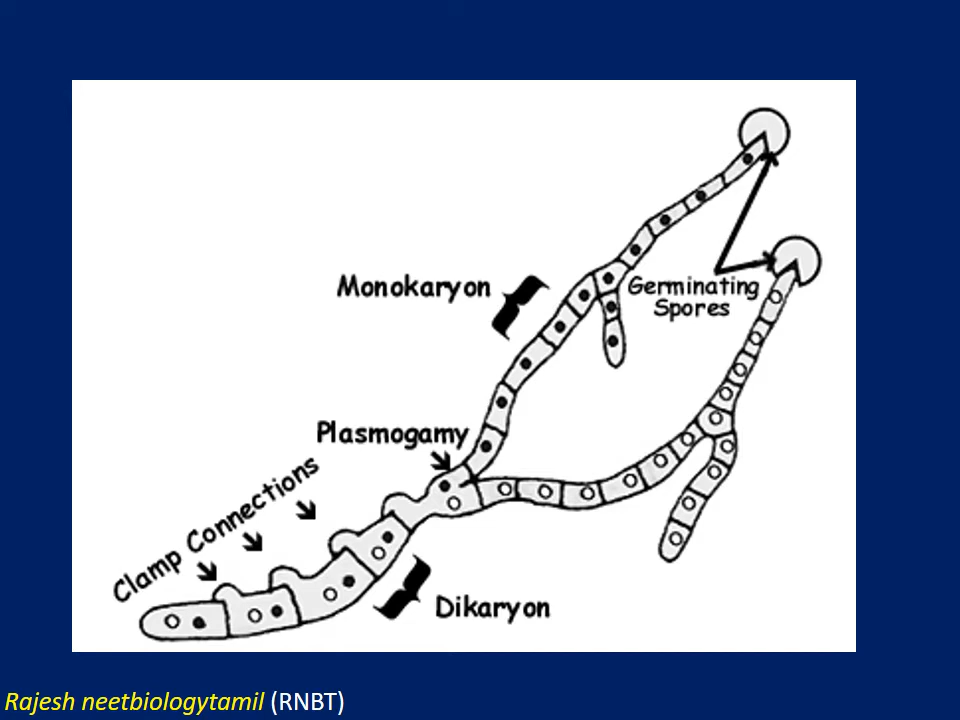 Monokaryon
Germinating
Spores
Plasmogamy
Clamp Connections
Dikaryon
Rajesh neetbiologytamil (RNBT)